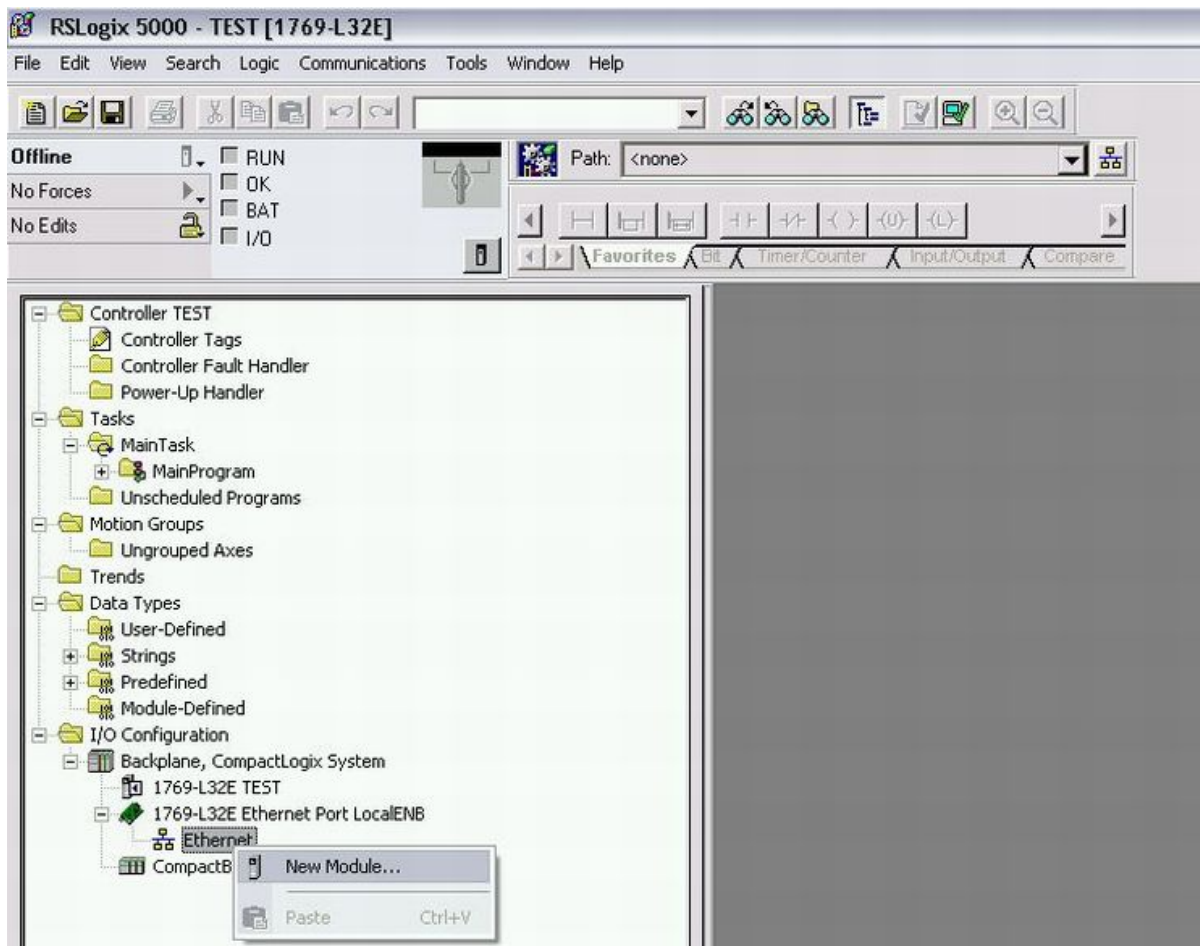 RSLogix 5000 - TEST [1769-L32E]
File Edit View Search Logic Communications Tools Window Help
Offline
RUN
No Forces
OK
No Edits
BAT
I/O
Path: <none>
Favorites Bit Timer/Counter Input/Output Compare
Controller TEST
Controller Tags
Controller Fault Handler
Power-Up Handler
Tasks
MainTask
MainProgram
Unscheduled Programs
Motion Groups
Ungrouped Axes
Trends
Data Types
User-Defined
Strings
Predefined
Module-Defined
I/O Configuration
Backplane, CompactLogix System
1769-L32E TEST
1769-L32E Ethernet Port LocalENB
Ethernet
CompactB
New Module...
Paste Ctrl+V